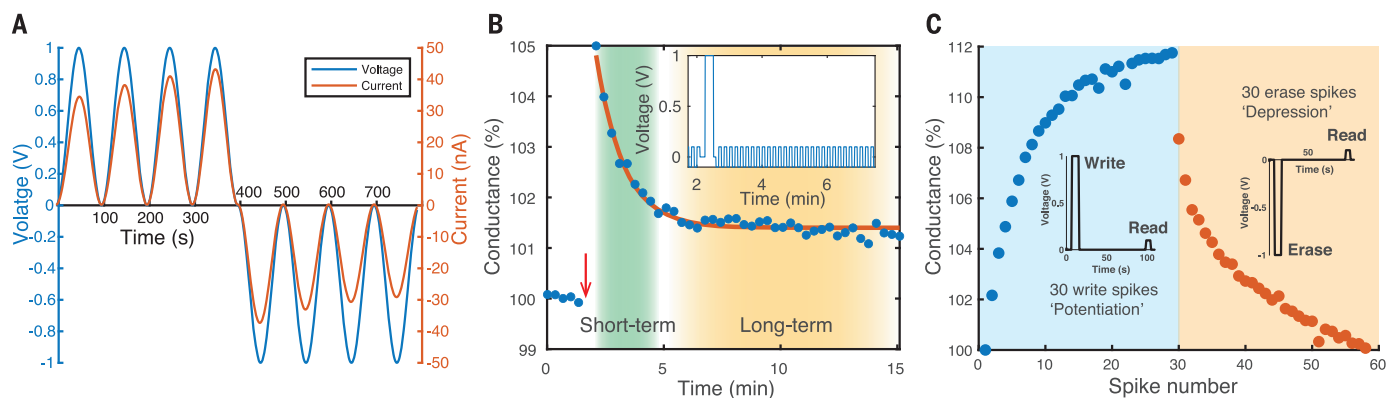 A
Volatge (V)
1
0.8
0.6
0.4
0.2
0
-0.2
-0.4
-0.6
-0.8
-1
Voltage
Current
100 200 300
400 500 600 700
Time (s)
50
40
30
20
10
0
-10
-20
-30
-40
-50
Current (nA)
B
Conductance (%)
105
104
103
102
101
100
99
Voltage (V)
1
0.5
0
2 4 6
Time (min)
Short-term
Long-term
0 5 10 15
Time (min)
C
Conductance (%)
112
110
108
106
104
102
100
Write
Voltage (V)
1
0.5
0
Read
0 50 100
Time (s)
30 write spikes
'Potentiation'
30 erase spikes
'Depression'
Read
50
Time (s)
Voltage (V)
0
-0.5
-1
Erase
0 10 20 30 40 50 60
Spike number